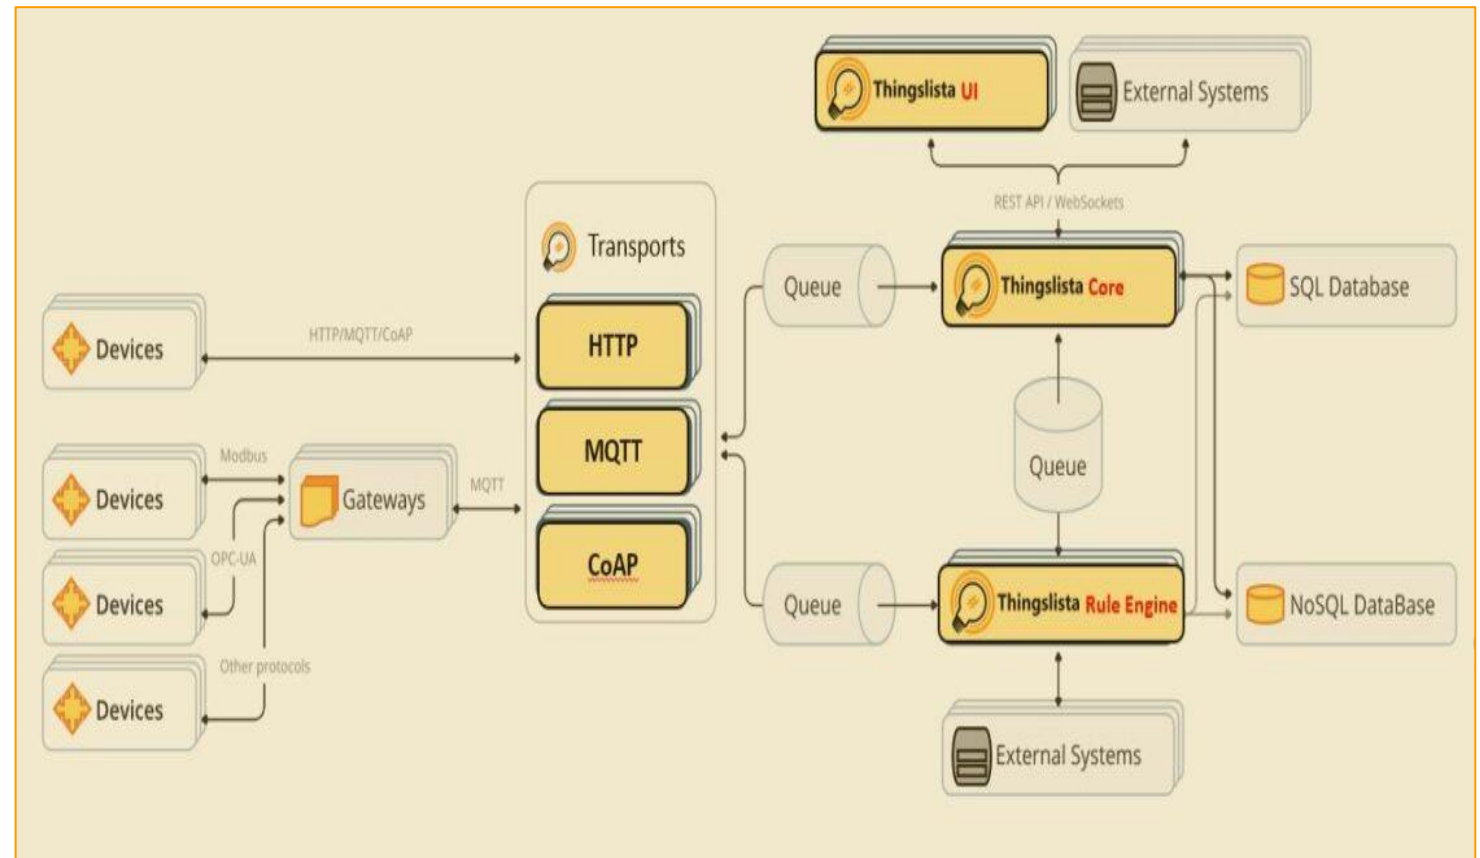 Thingslista UI
External Systems
REST API / WebSockets
Transports
Queue
Thingslista Core
SQL Database
Devices
HTTP/MQTT/CoAP
HTTP
MQTT
Queue
Devices
Modbus
Gateways
MQTT
Devices
OPC-UA
CoAP
Queue
Thingslista Rule Engine
NoSQL DataBase
Devices
Other protocols
External Systems